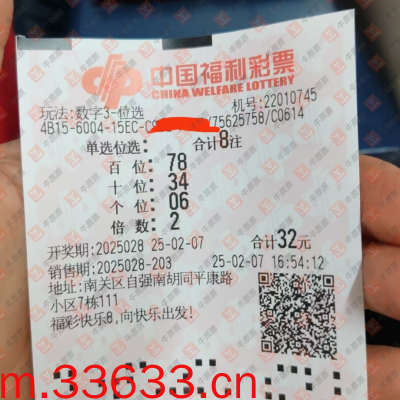 中国福利彩票
CHINA WELFARE LOTTERY
玩法:数字3-位选 机号:22010745
4B15-6004-15EC- 75625758/C0614
单选位选: 合计8注
百位: 78
十位: 34
个位: 06
倍数: 2
开奖期:2025028 25-02-07 合计32元
销售期:2025028-203 25-02-07 16:54:12
地址:南关区自强南胡同平康路
小区7栋111
福彩快乐8,向快乐出发!
m.33633.cn